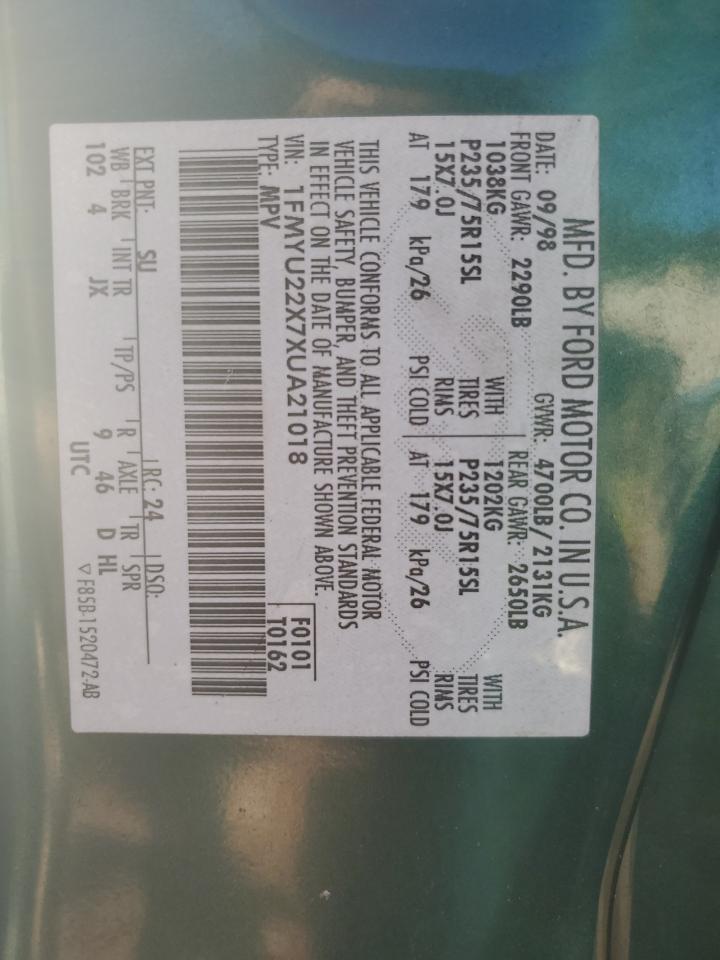 MFD. BY FORD MOTOR CO. IN U.S.A.
DATE: 09/98 GVWR: 4700LB/ 2131KG
FRONT GAWR: 2290LB REAR GAWR: 2650LB
1038KG WITH 1202KG WITH
P235/75R15SL TIRES P235/75R15SL TIRES
15X7.0J RIMS 15X7.0J RIMS
AT 179 kPa/26 PSI COLD AT 179 kPa/26 PSI COLD
THIS VEHICLE CONFORMS TO ALL APPLICABLE FEDERAL MOTOR
VEHICLE SAFETY, BUMPER, AND THEFT PREVENTION STANDARDS
IN EFFECT ON THE DATE OF MANUFACTURE SHOWN ABOVE.
VIN: 1FMYU22X7XUA21018 F0101
TYPE: MPV T0162
EXT PNT: SU RC: 24 DSO:
WB BRK INT TR TP/PS R AXLE TR SPR
102 4 JX 9 46 D HL
UTC ▽ F85B-1520472-AB